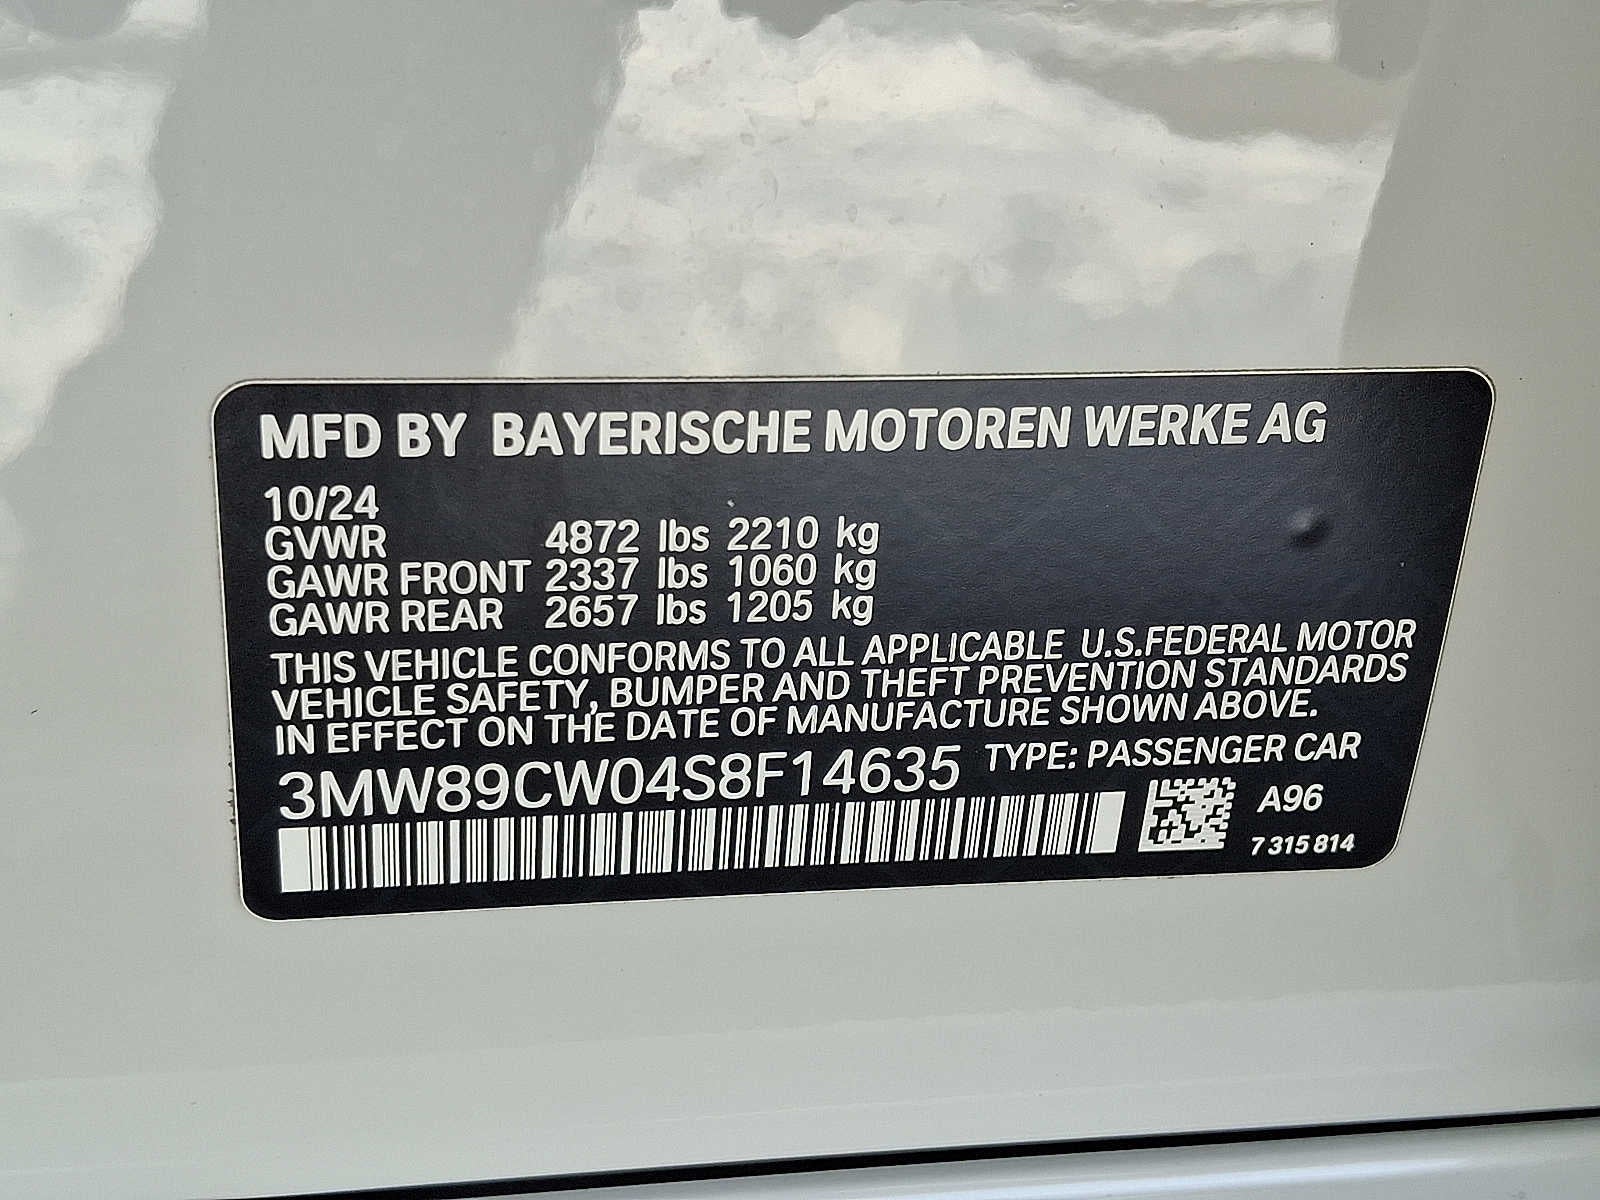 MFD BY BAYERISCHE MOTOREN WERKE AG
10/24
GVWR 4872 lbs 2210 kg
GAWR FRONT 2337 lbs 1060 kg
GAWR REAR 2657 lbs 1205 kg
THIS VEHICLE CONFORMS TO ALL APPLICABLE U.S.FEDERAL MOTOR
VEHICLE SAFETY, BUMPER AND THEFT PREVENTION STANDARDS
IN EFFECT ON THE DATE OF MANUFACTURE SHOWN ABOVE.
3MW89CW04S8F14635 TYPE: PASSENGER CAR
A96
7 315 814